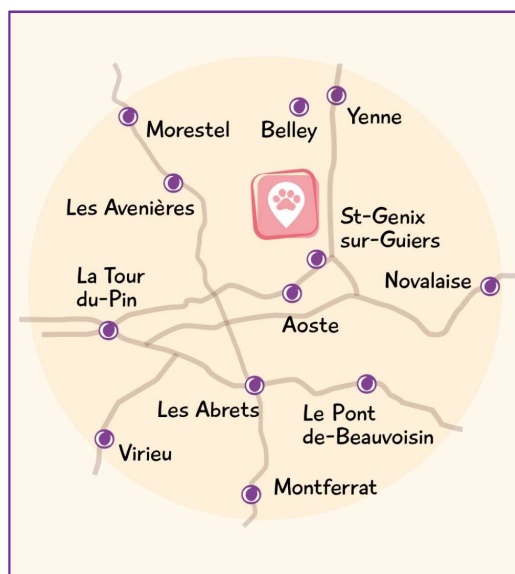 Yenne
Belley
Morestel
Les Avenières
St-Genix
sur-Guiers
La Tour
du-Pin
Novalaise
Aoste
Les Abrets
Le Pont
de-Beauvoisin
Virieu
Montferrat